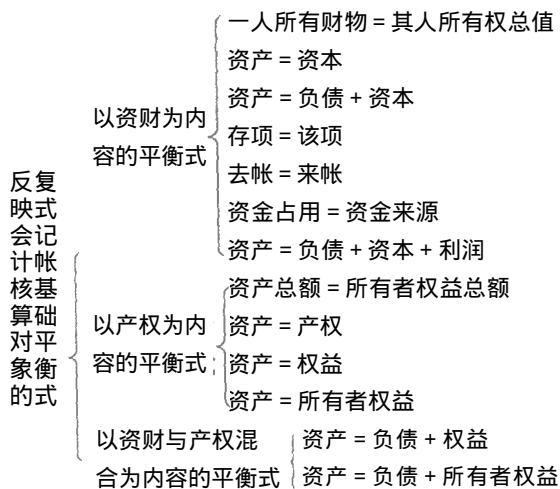 反映会计核算对象的
复式记帐基础平衡式
以资财为内
容的平衡式
一人所有财物 = 其人所有权总值
资产 = 资本
资产 = 负债 + 资本
存项 = 该项
去帐 = 来帐
资金占用 = 资金来源
资产 = 负债 + 资本 + 利润
以产权为内
容的平衡式
资产总额 = 所有者权益总额
资产 = 产权
资产 = 权益
资产 = 所有者权益
以资财与产权混
合为内容的平衡式
资产 = 负债 + 权益
资产 = 负债 + 所有者权益